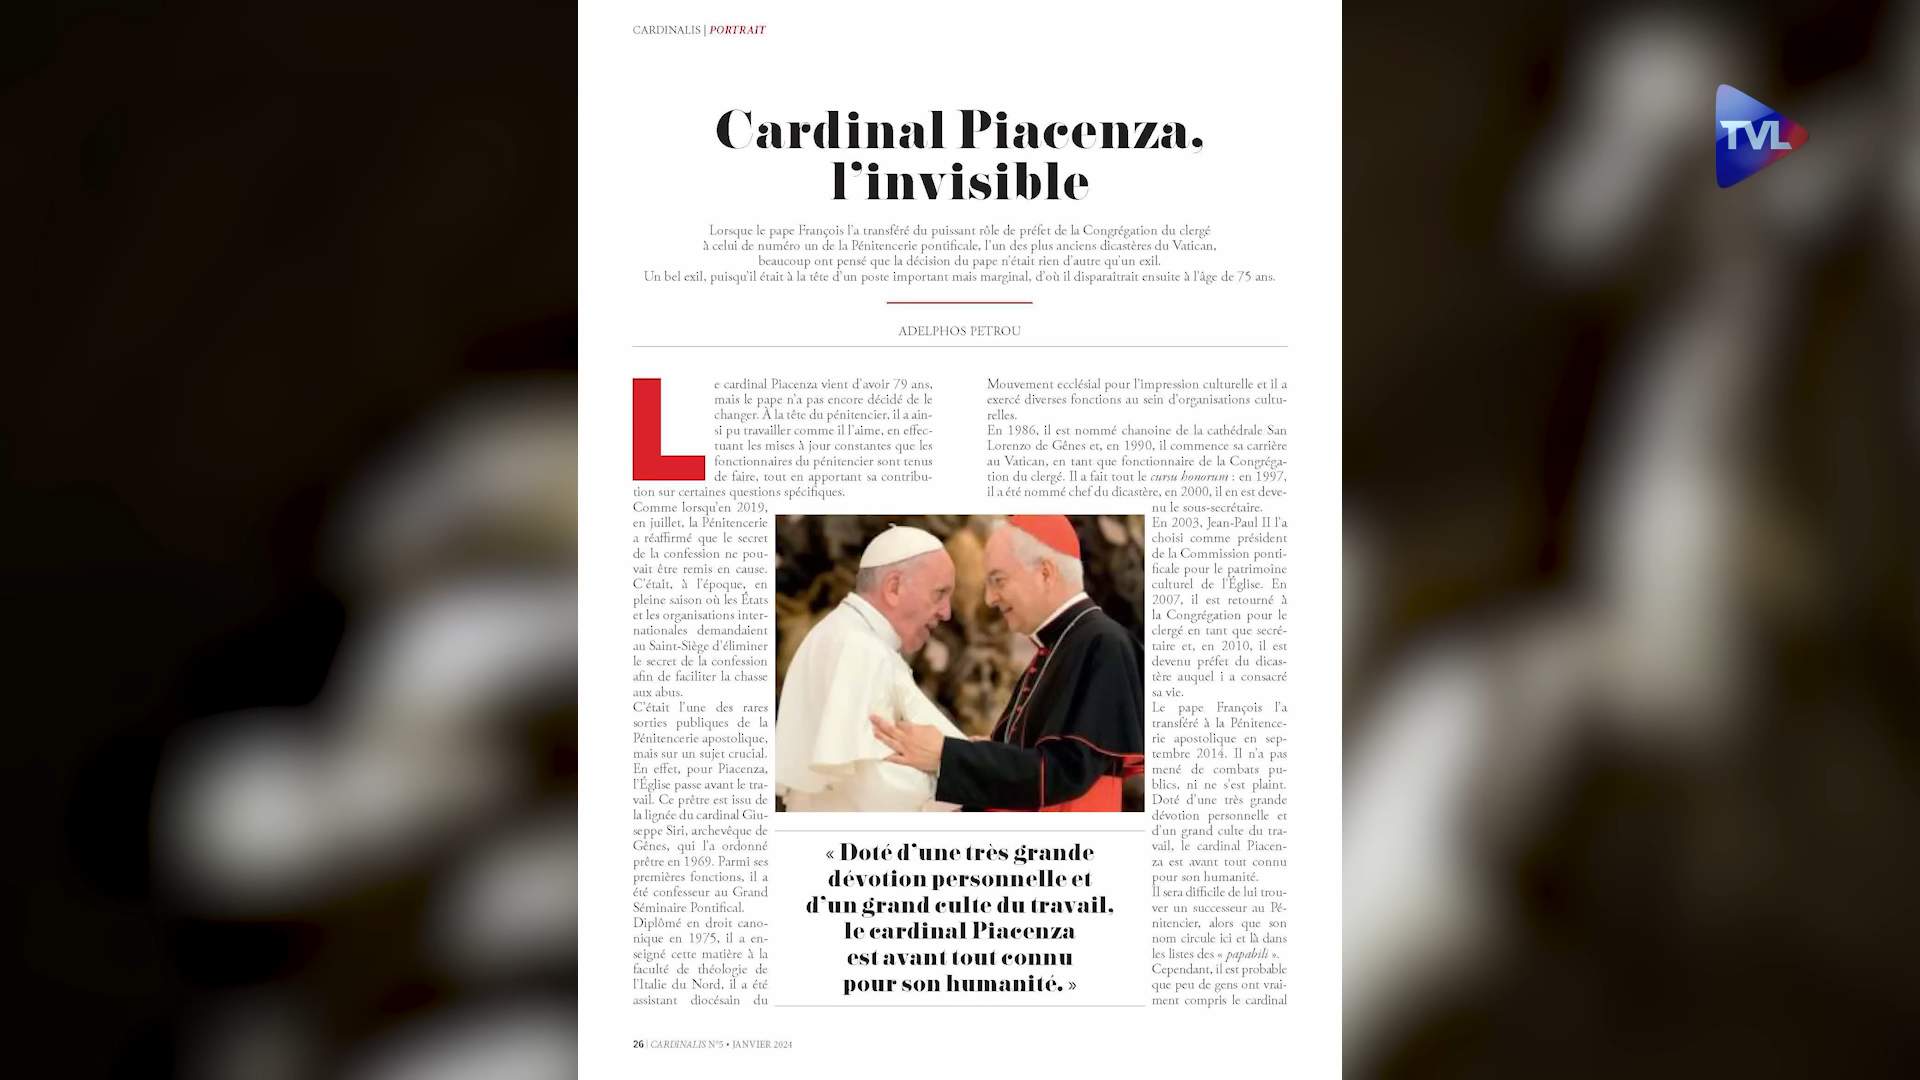 CARDINALIS | PORTRAIT
TVL
Cardinal Piacenza,
l'invisible
Lorsque le pape François l'a transféré du puissant rôle de préfet de la Congrégation du clergé
à celui de numéro un de la Pénitencerie pontificale, l'un des plus anciens dicastères du Vatican,
beaucoup ont pensé que la décision du pape n'était rien d'autre qu'un exil.
Un bel exil, puisqu'il était à la tête d'un poste important mais marginal, d'où il disparaîtrait ensuite à l'âge de 75 ans.
ADELPHOS PETROU
Le cardinal Piacenza vient d'avoir 79 ans,
mais le pape n'a pas encore décidé de le
changer. À la tête du pénitencier, il a ain-
si pu travailler comme il l'aime, en effec-
tuant les mises à jour constantes que les
fonctionnaires du pénitencier sont tenus
de faire, tout en apportant sa contribu-
tion sur certaines questions spécifiques.
Comme lorsqu'en 2019,
en juillet, la Pénitencerie
a réaffirmé que le secret
de la confession ne pou-
vait être remis en cause.
C'était, à l'époque, en
pleine saison où les États
et les organisations inter-
nationales demandaient
au Saint-Siège d'éliminer
le secret de la confession
afin de faciliter la chasse
aux abus.
C'était l'une des rares
sorties publiques de la
Pénitencerie apostolique,
mais sur un sujet crucial.
En effet, pour Piacenza,
l'Église passe avant le tra-
vail. Ce prêtre est issu de
la lignée du cardinal Giu-
seppe Siri, archevêque de
Gênes, qui l'a ordonné
prêtre en 1969. Parmi ses
premières fonctions, il a
été confesseur au Grand
Séminaire Pontifical.
Diplômé en droit cano-
nique en 1975, il a en-
seigné cette matière à la
faculté de théologie de
l'Italie du Nord, il a été
assistant diocésain du
Mouvement ecclésial pour l'impression culturelle et il a
exercé diverses fonctions au sein d'organisations cultu-
relles.
En 1986, il est nommé chanoine de la cathédrale San
Lorenzo de Gênes et, en 1990, il commence sa carrière
au Vatican, en tant que fonctionnaire de la Congréga-
tion du clergé. Il a fait tout le cursu honorum : en 1997,
il a été nommé chef du dicastère, en 2000, il en est deve-
nu le sous-secrétaire.
En 2003, Jean-Paul II l'a
choisi comme président
de la Commission ponti-
ficale pour le patrimoine
culturel de l'Église. En
2007, il est retourné à
la Congrégation pour le
clergé en tant que secré-
taire et, en 2010, il est
devenu préfet du dicas-
tère auquel i a consacré
sa vie.
Le pape François l'a
transféré à la Pénitence-
rie apostolique en sep-
tembre 2014. Il n'a pas
mené de combats pu-
blics, ni ne s'est plaint.
Doté d'une très grande
dévotion personnelle et
d'un grand culte du tra-
vail, le cardinal Piacen-
za est avant tout connu
pour son humanité.
Il sera difficile de lui trou-
ver un successeur au Pé-
nitencier, alors que son
nom circule ici et là dans
les listes des « papabili ».
Cependant, il est probable
que peu de gens ont vrai-
ment compris le cardinal
« Doté d'une très grande
dévotion personnelle et
d'un grand culte du travail,
le cardinal Piacenza
est avant tout connu
pour son humanité. »
26 | CARDINALIS N°5 • JANVIER 2024